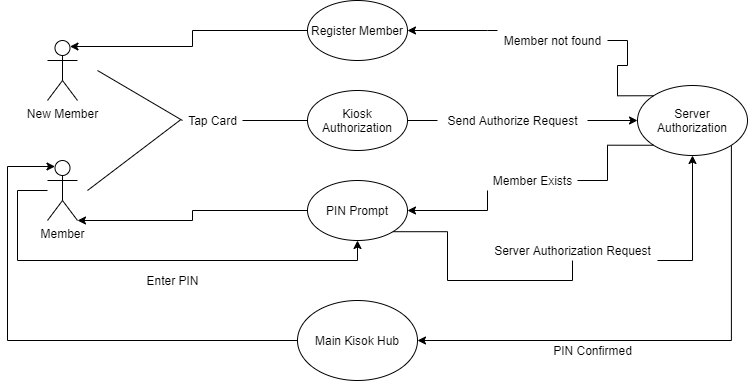 Register Member
Member not found
New Member
Tap Card
Kiosk
Authorization
Send Authorize Request
Server
Authorization
Member Exists
PIN Prompt
Member
Server Authorization Request
Enter PIN
Main Kisok Hub
PIN Confirmed